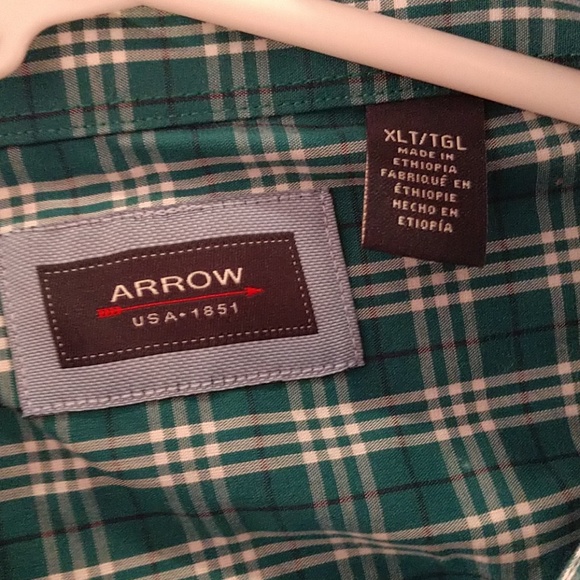 XLT/TGL
MADE IN
ETHIOPIA
FABRIQUÉ EN
ÉTHIOPIE
HECHO EN
ETIOPÍA
ARROW
USA•1851